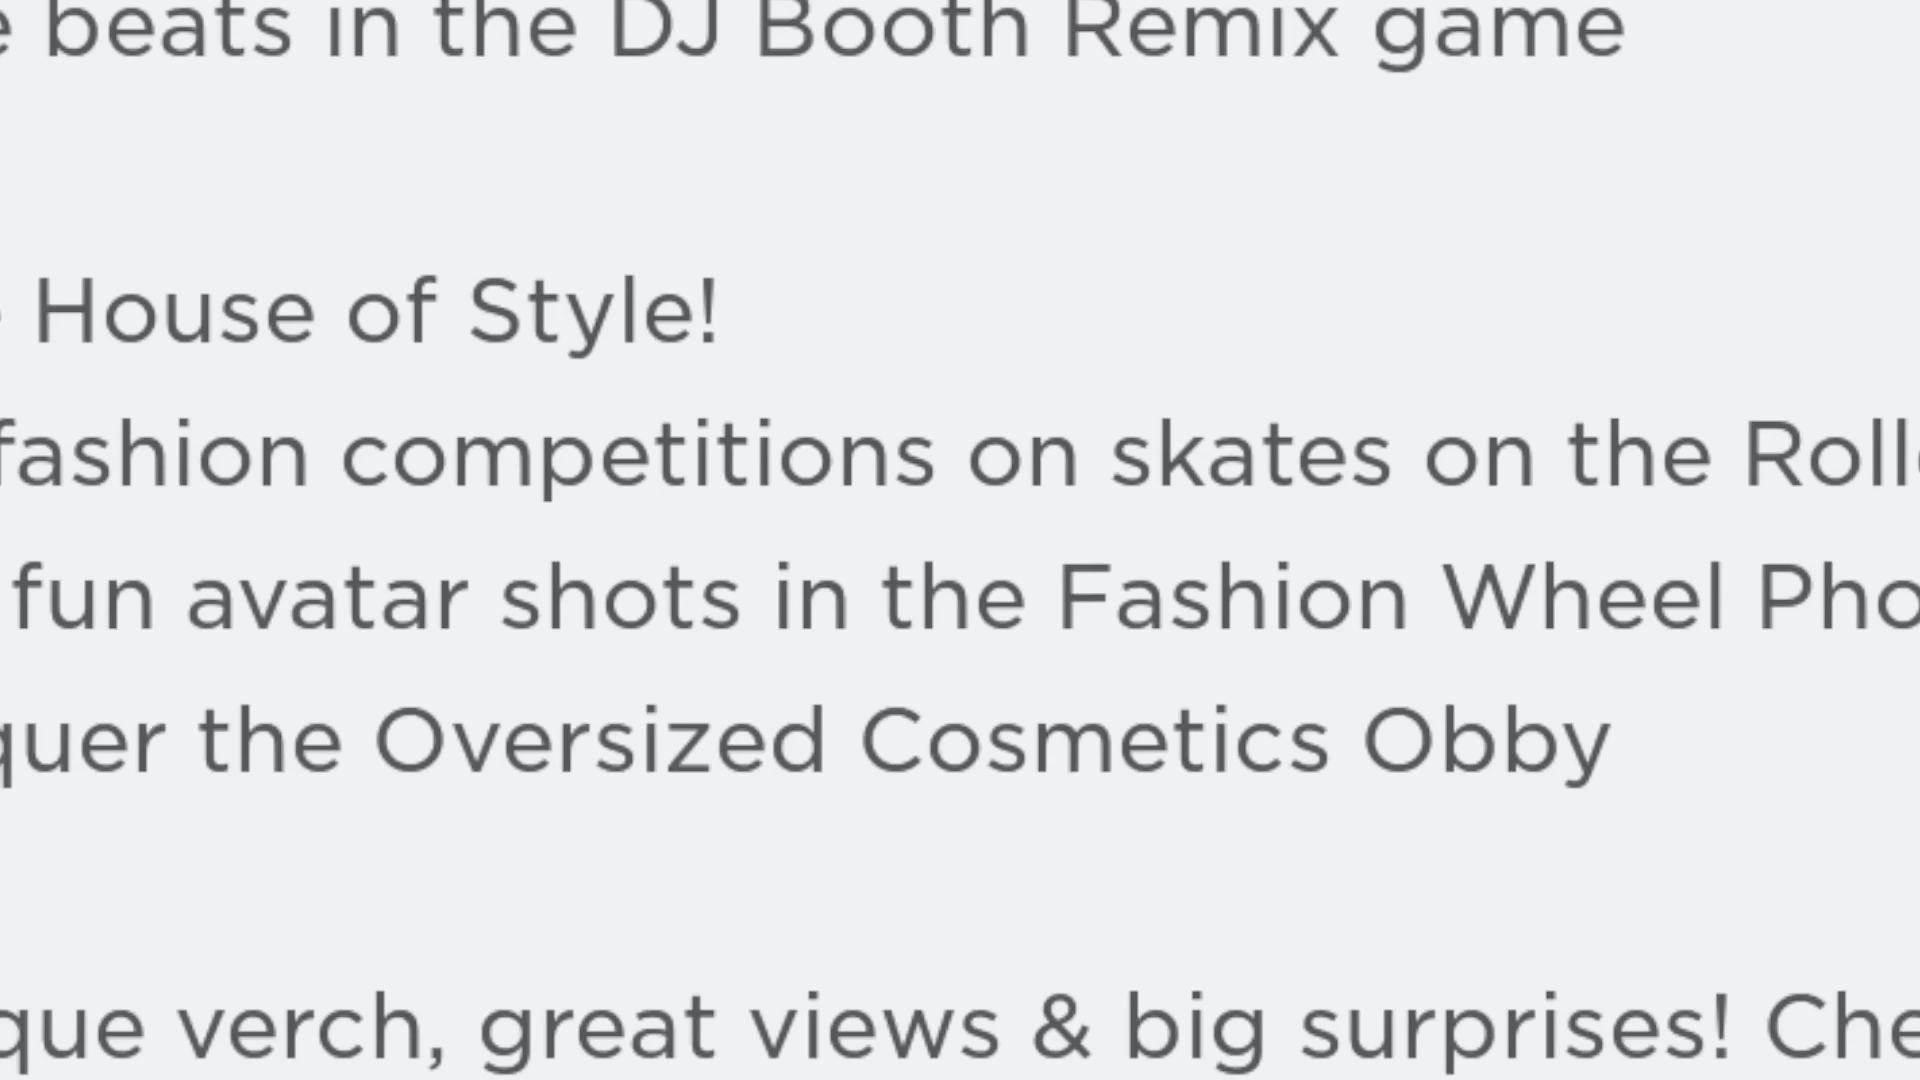 beats in the DJ Booth Remix game
House of Style!
fashion competitions on skates on the
fun avatar shots in the Fashion Wheel
the Oversized Cosmetics Obby
verch, great views & big surprises!